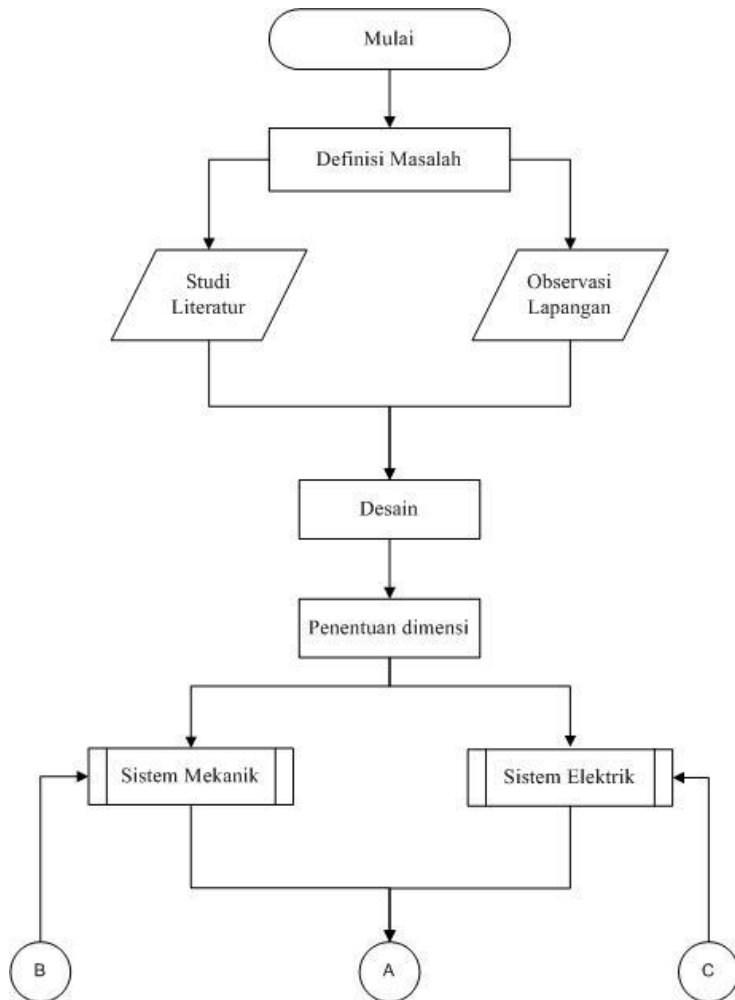 Mulai
Definisi Masalah
Studi
Literatur
Observasi
Lapangan
Desain
Penentuan dimensi
Sistem Mekanik
Sistem Elektrik
B
A
C